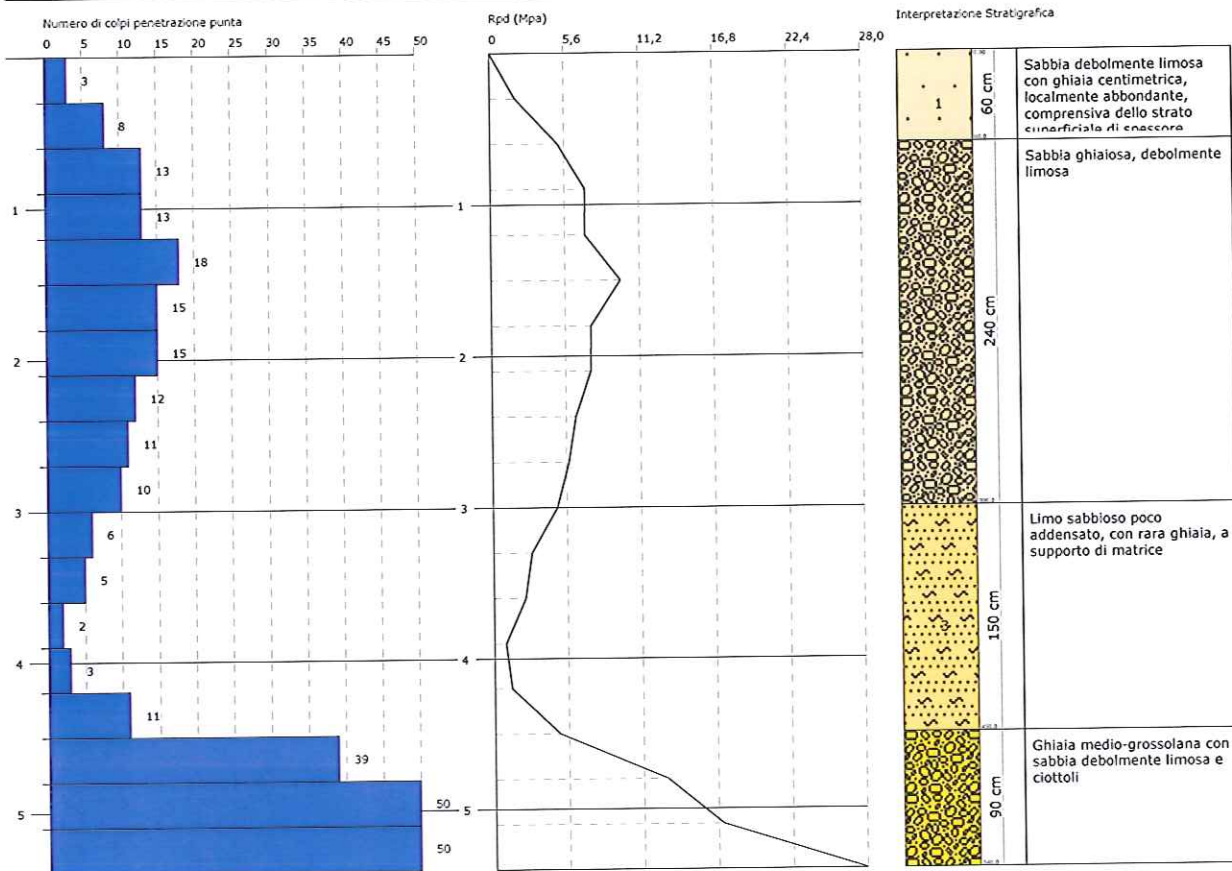 Numero di colpi penetrazione punta
0 5 10 15 20 25 30 35 40 45 50
3
8
13
13
1
18
15
15
2
12
11
10
3
6
5
2
4
3
11
39
50
5
50
Rpd (Mpa)
0 5,6 11,2 16,8 22,4 28,0
1
2
3
4
5
Interpretazione Stratigrafica
1
60 cm
Sabbia debolmente limosa
con ghiaia centimetrica,
localmente abbondante,
comprensiva dello strato
superficiale di spessore
240 cm
Sabbia ghiaiosa, debolmente
limosa
3
150 cm
Limo sabbioso poco
addensato, con rara ghiaia, a
supporto di matrice
90 cm
Ghiaia medio-grossolana con
sabbia debolmente limosa e
ciottoli